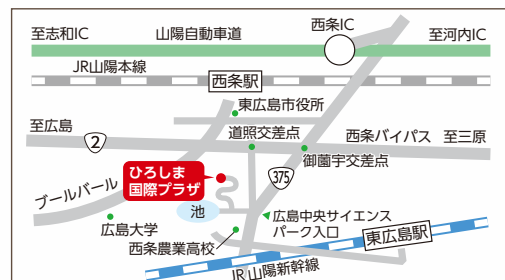 西条IC
至志和IC
山陽自動車道
至河内IC
JR山陽本線
西条駅
東広島市役所
至広島
道照交差点
2
西条バイパス
至三原
御薗宇交差点
ひろしま
国際プラザ
375
ブールバール
池
広島大学
広島中央サイエンス
パーク入口
西条農業高校
東広島駅
JR山陽新幹線